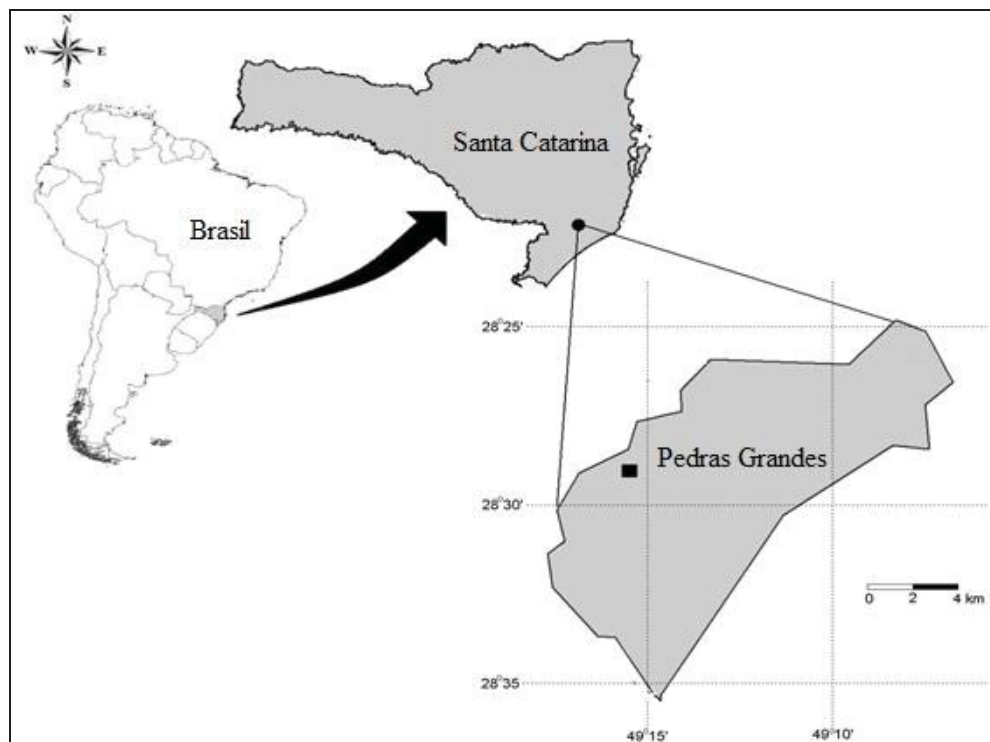 N
W E
S
Santa Catarina
Brasil
28°25'
Pedras Grandes
28°30'
0 2 4 km
28°35'
49°15' 49°10'